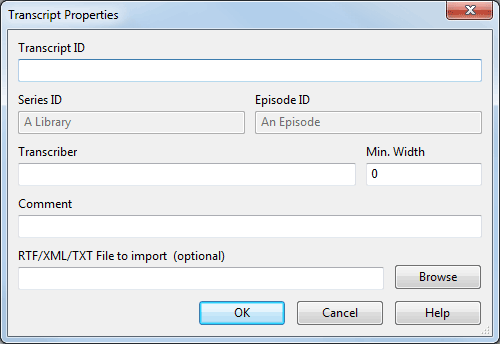 Transcript Properties
Transcript ID
Series ID Episode ID
A Library An Episode
Transcriber Min. Width
0
Comment
RTF/XML/TXT File to import (optional)
Browse
OK Cancel Help